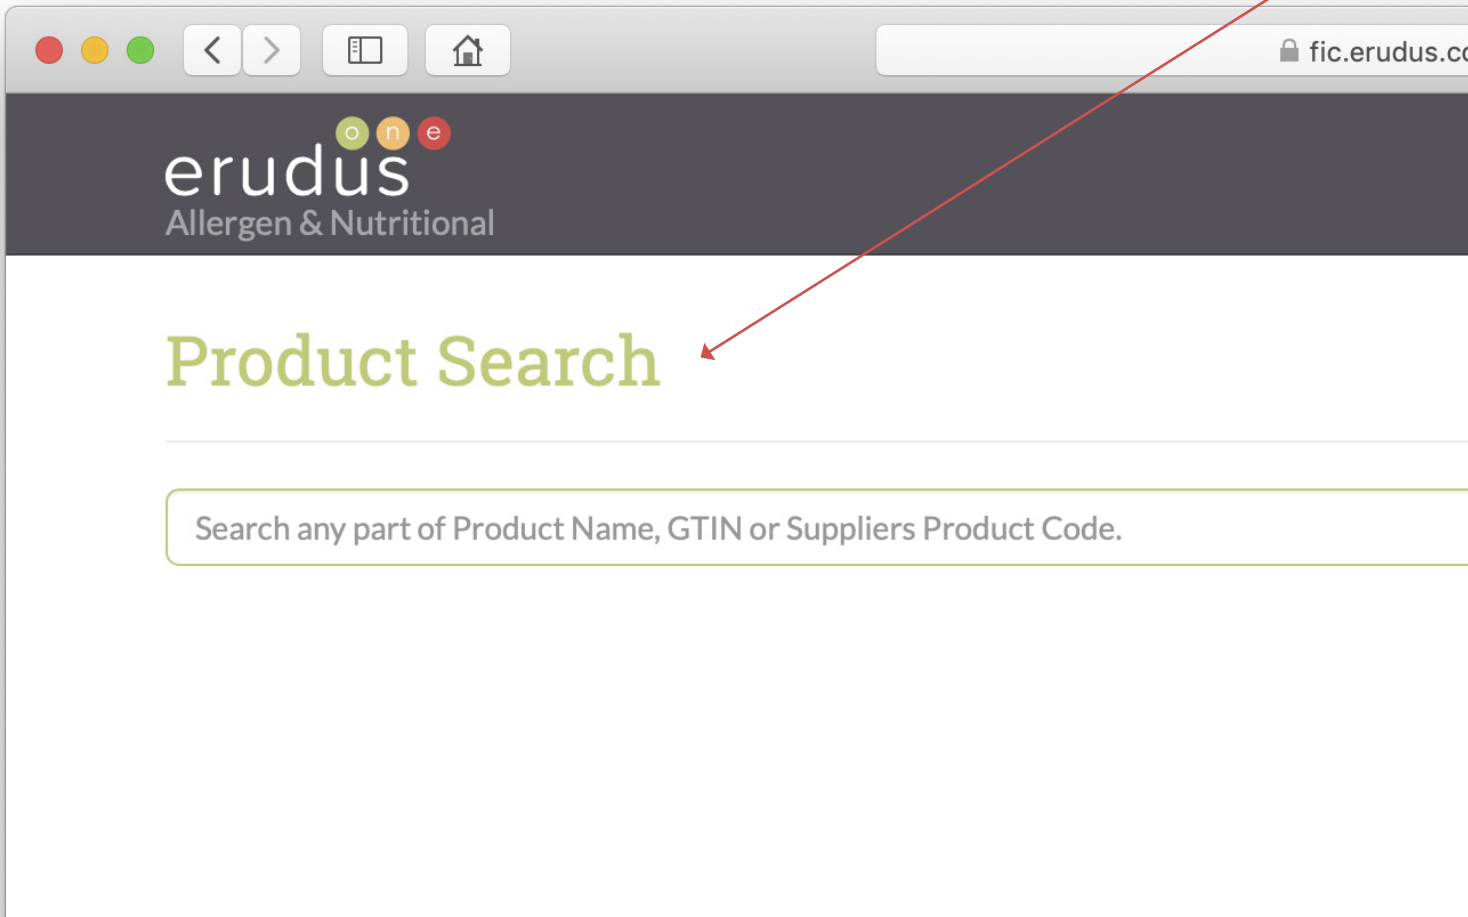 fic.erudus.co
one
erudus
Allergen & Nutritional
Product Search
Search any part of Product Name, GTIN or Suppliers Product Code.